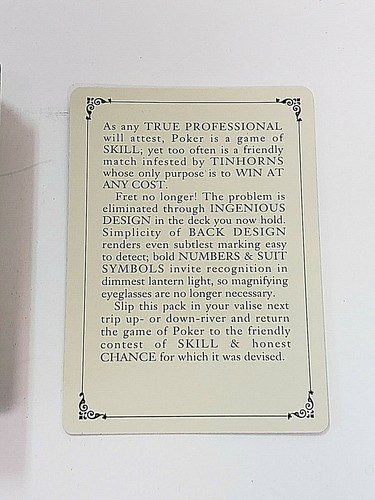 As any TRUE PROFESSIONAL
will attest, Poker is a game of
SKILL; yet too often is a friendly
match infested by TINHORNS
whose only purpose is to WIN AT
ANY COST.
Fret no longer! The problem is
eliminated through INGENIOUS
DESIGN in the deck you now hold.
Simplicity of BACK DESIGN
renders even subtlest marking easy
to detect; bold NUMBERS & SUIT
SYMBOLS invite recognition in
dimmest lantern light, so magnifying
eyeglasses are no longer necessary.
Slip this pack in your valise next
trip up- or down-river and return
the game of Poker to the friendly
contest of SKILL & honest
CHANCE for which it was devised.